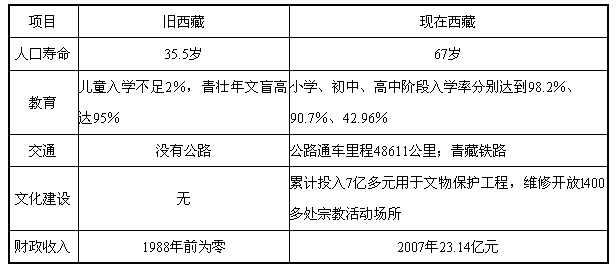 项目 旧西藏 现在西藏
人口寿命 35.5岁 67岁
教育 儿童入学不足2%，青壮年文盲高达95% 小学、初中、高中阶段入学率分别达到98.2%、90.7%、42.96%
交通 没有公路 公路通车里程48611公里；青藏铁路
文化建设 无 累计投入7亿多元用于文物保护工程，维修开放1400多处宗教活动场所
财政收入 1988年前为零 2007年23.14亿元